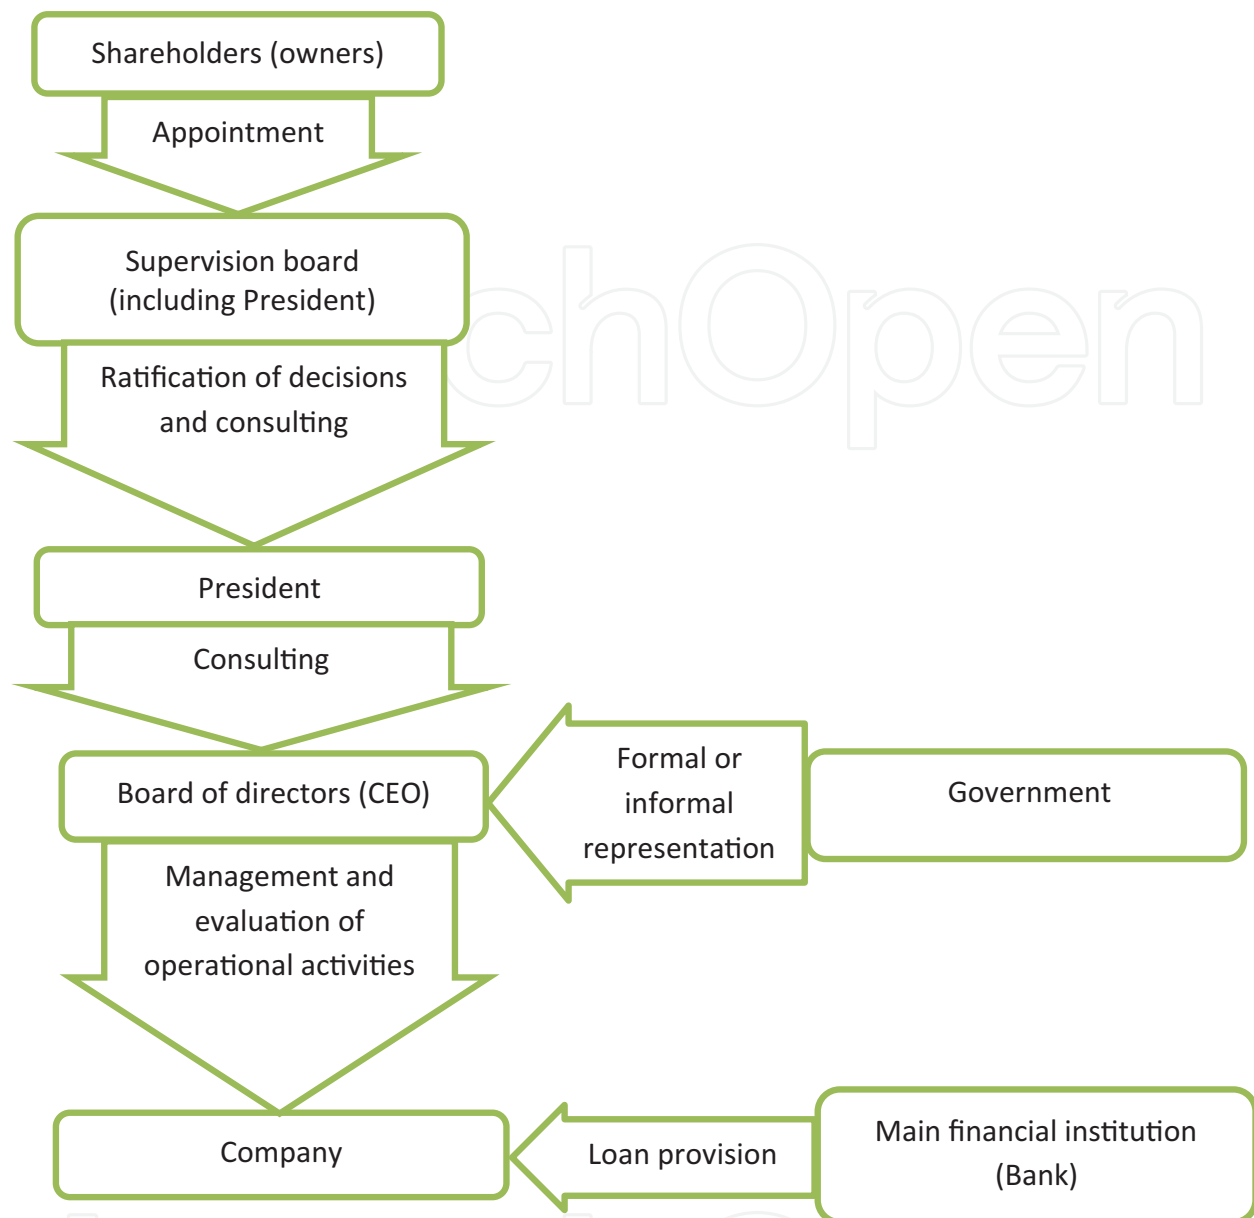 Shareholders (owners)
Appointment
Supervision board
(including President)
Ratification of decisions
and consulting
President
Consulting
Board of directors (CEO)
Formal or
informal
representation
Government
Management and
evaluation of
operational activities
Company
Loan provision
Main financial institution
(Bank)
chOpen